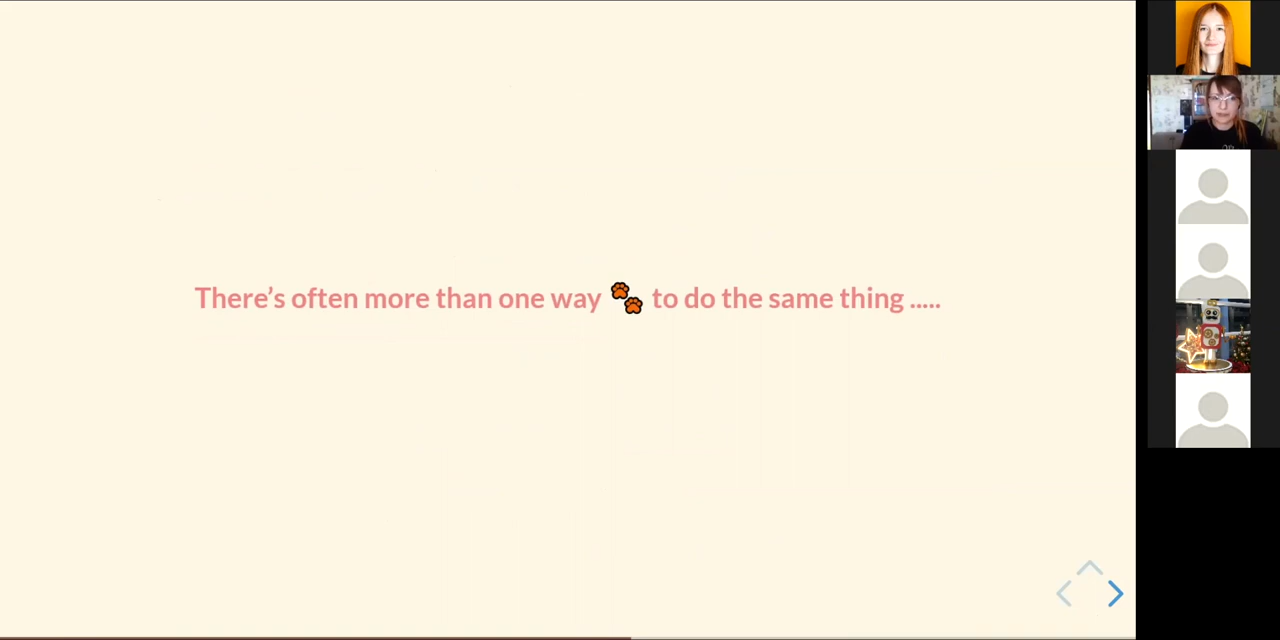 There’s often more than one way 🐾 to do the same thing .....